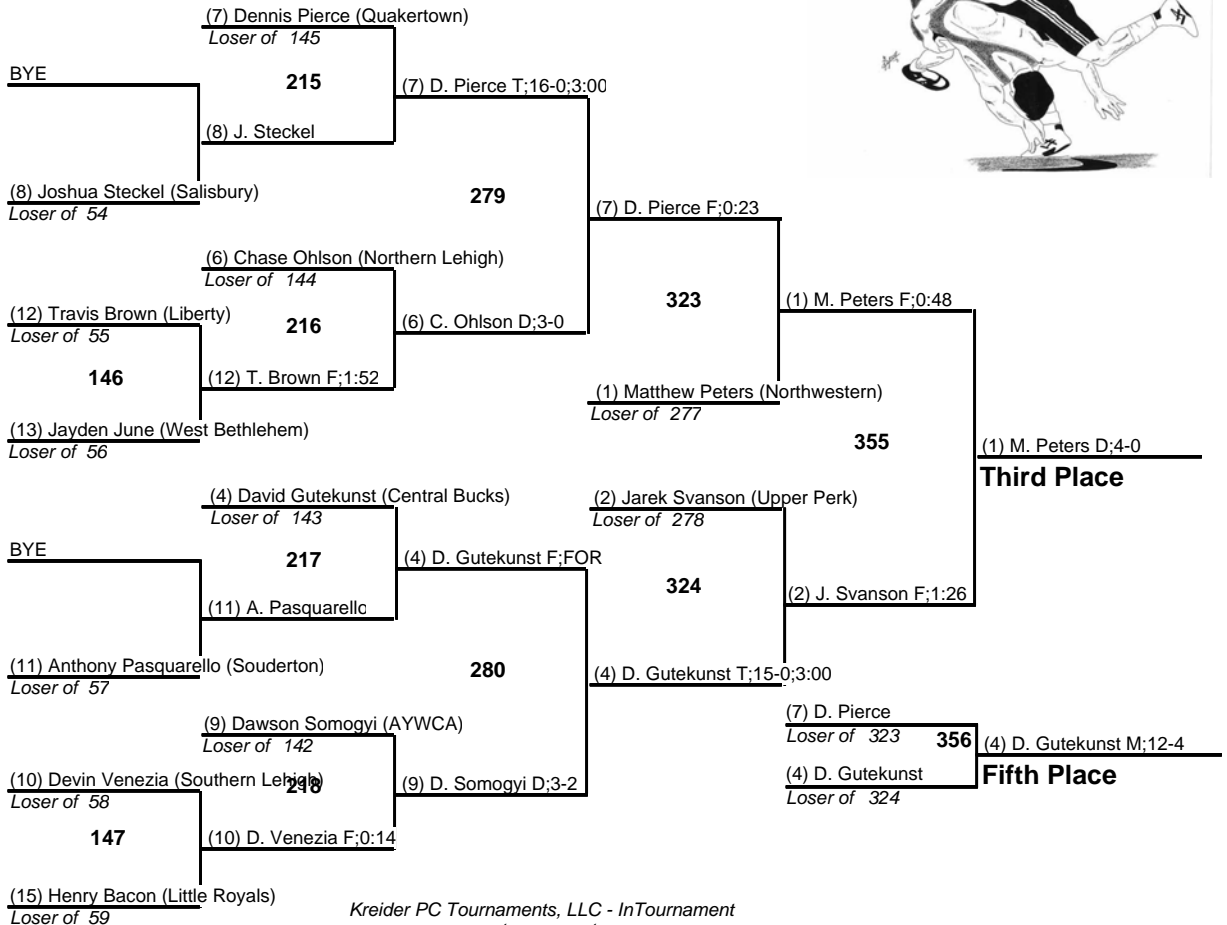 (7) Dennis Pierce (Quakertown)
Loser of 145
BYE
215
(7) D. Pierce T;16-0;3:00
(8) J. Steckel
(8) Joshua Steckel (Salisbury)
Loser of 54
279
(7) D. Pierce F;0:23
(6) Chase Ohlson (Northern Lehigh)
Loser of 144
(12) Travis Brown (Liberty)
Loser of 55
216
(6) C. Ohlson D;3-0
323
(1) M. Peters F;0:48
146
(12) T. Brown F;1:52
(1) Matthew Peters (Northwestern)
Loser of 277
(13) Jayden June (West Bethlehem)
Loser of 56
355
(1) M. Peters D;4-0
Third Place
(4) David Gutekunst (Central Bucks)
Loser of 143
(2) Jarek Svanson (Upper Perk)
Loser of 278
BYE
217
(4) D. Gutekunst F;FOR
324
(11) A. Pasquarello
(2) J. Svanson F;1:26
(11) Anthony Pasquarello (Souderton)
Loser of 57
280
(4) D. Gutekunst T;15-0;3:00
(9) Dawson Somogyi (AYWCA)
Loser of 142
(7) D. Pierce
Loser of 323
356
(4) D. Gutekunst M;12-4
Fifth Place
(4) D. Gutekunst
Loser of 324
(10) Devin Venezia (Southern Lehigh)
Loser of 58
218
(9) D. Somogyi D;3-2
147
(10) D. Venezia F;0:14
(15) Henry Bacon (Little Royals)
Loser of 59
Kreider PC Tournaments, LLC - InTournament